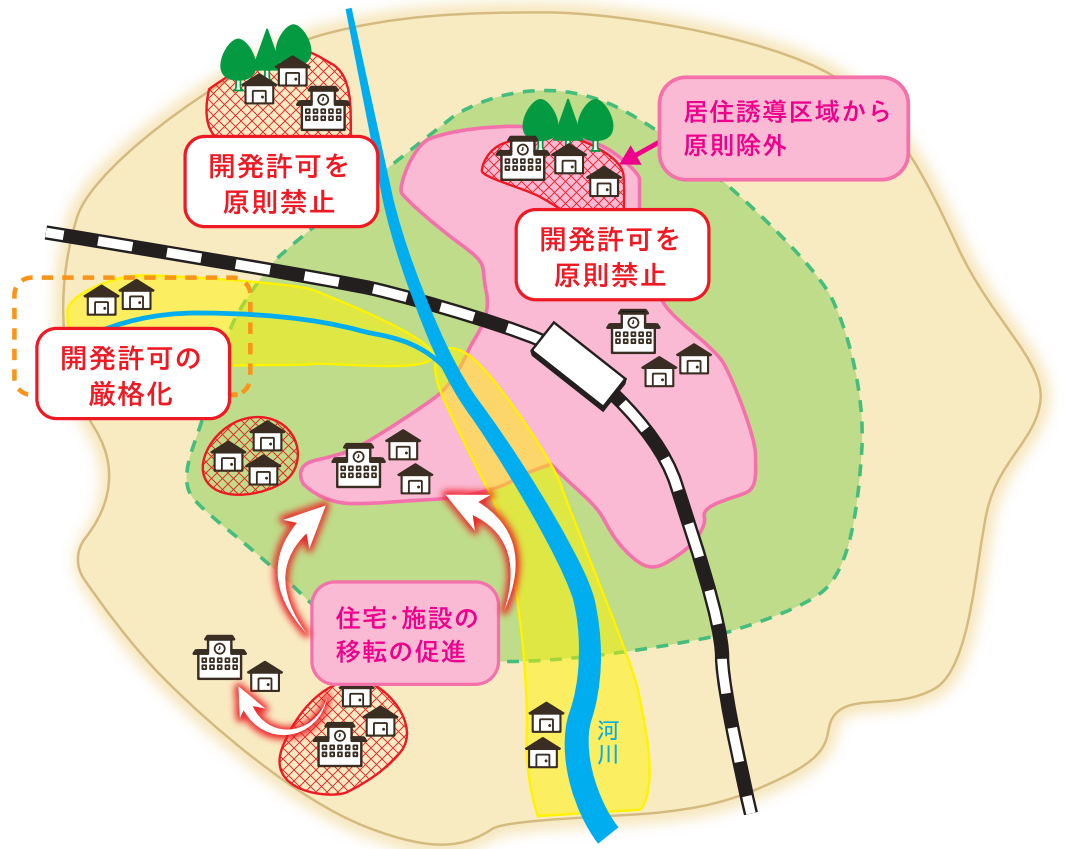 居住誘導区域から
原則除外
開発許可を
原則禁止
開発許可を
原則禁止
開発許可の
厳格化
住宅・施設の
移転の促進
河川